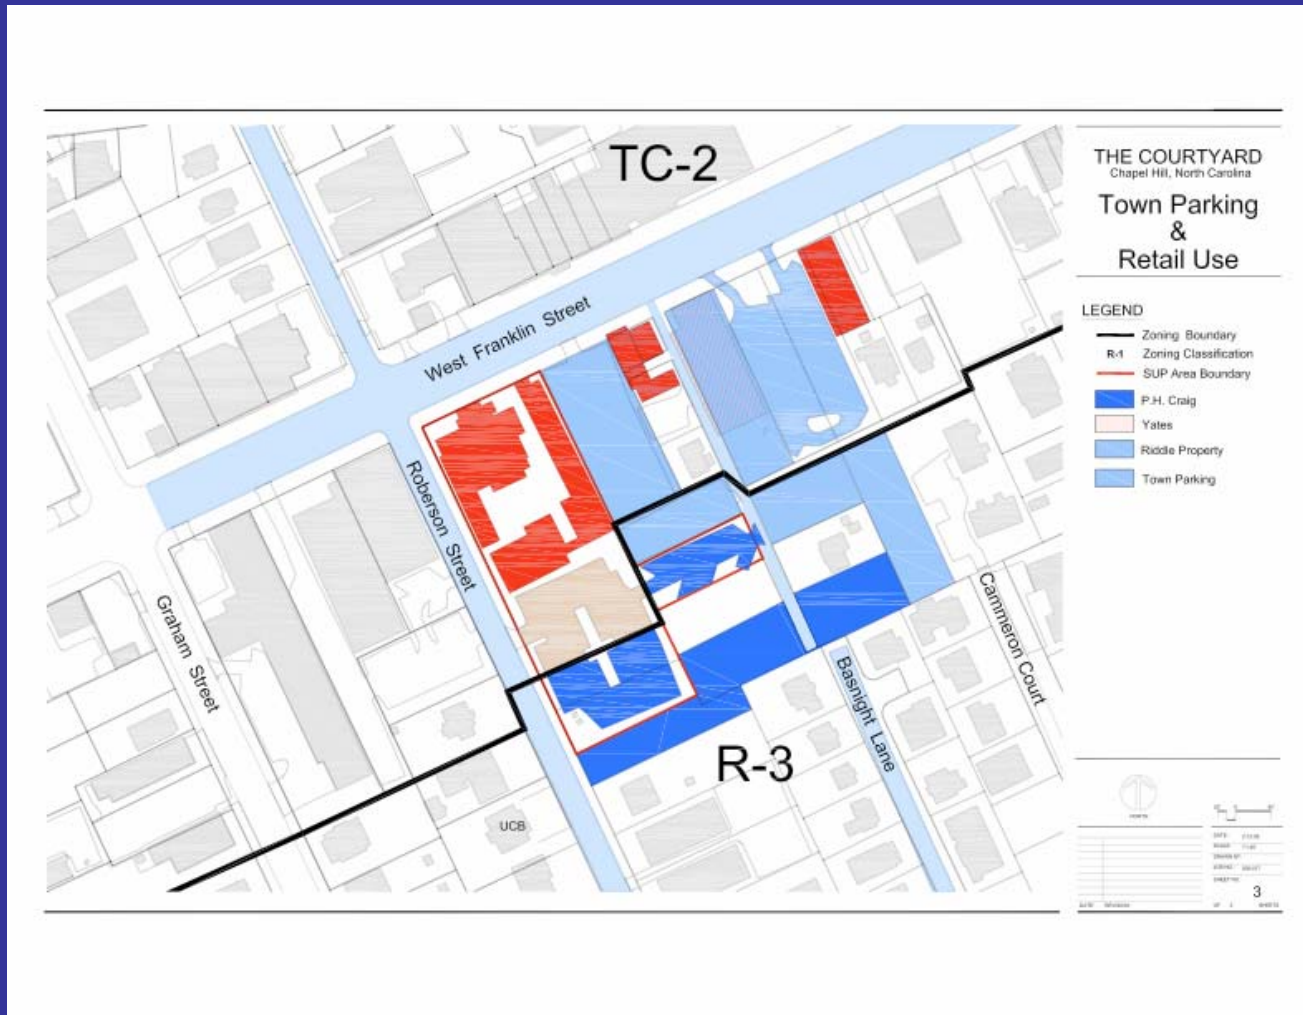 TC-2
THE COURTYARD
Chapel Hill, North Carolina
Town Parking
&
Retail Use
LEGEND
Zoning Boundary
R-1 Zoning Classification
SUP Area Boundary
P.H. Craig
Yates
Riddle Property
Town Parking
West Franklin Street
Roberson Street
Graham Street
Cammeron Court
Basnight Lane
R-3
UCB
NORTH
3